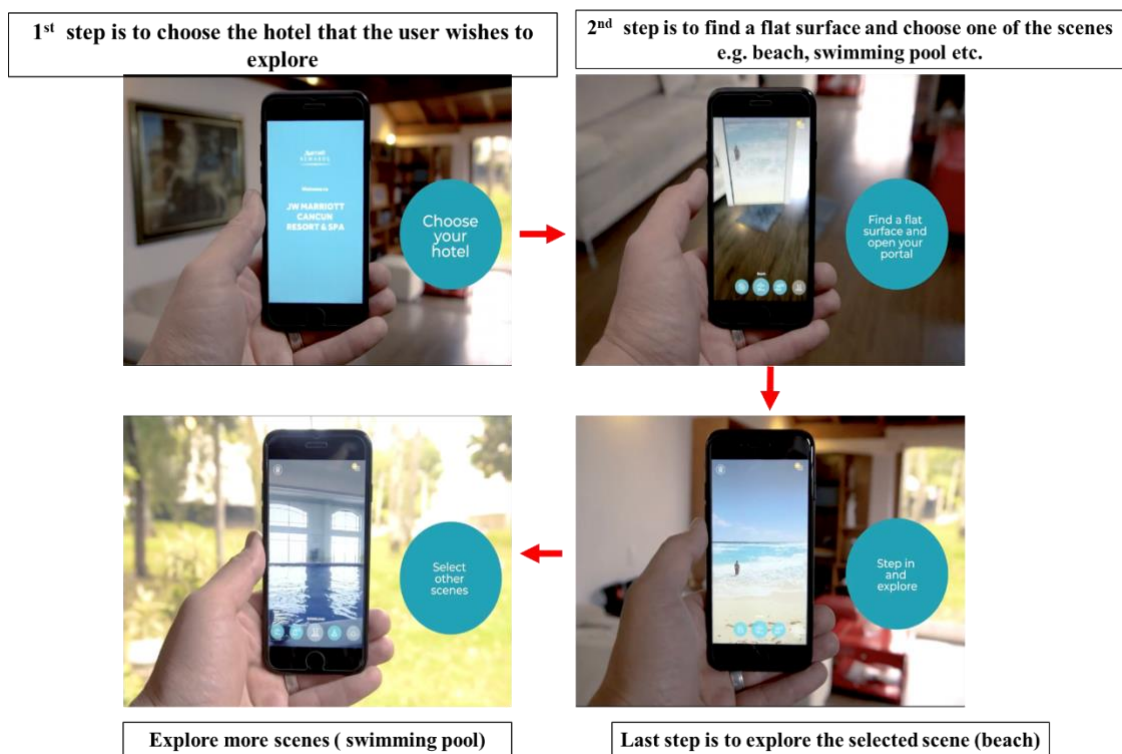 1st step is to choose the hotel that the user wishes to
explore
2nd step is to find a flat surface and choose one of the scenes
e.g. beach, swimming pool etc.
Marriott
REWARDS
Welcome to
JW MARRIOTT
CANCUN
RESORT & SPA
Choose
your
hotel
Beach
Find a flat
surface and
open your
portal
Step in
and
explore
Last step is to explore the selected scene (beach)
Select
other
scenes
Explore more scenes ( swimming pool)